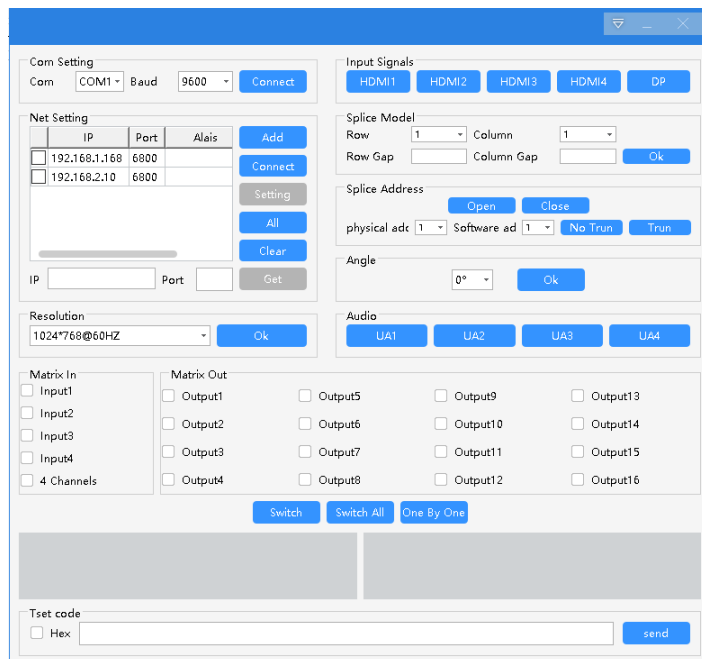 Com Setting
Com COM1 Baud 9600 Connect
Input Signals
HDMI1 HDMI2 HDMI3 HDMI4 DP
Net Setting
IP Port Alais
192.168.1.168 6800
192.168.2.10 6800
Add
Connect
Setting
All
Clear
IP Port Get
Splice Model
Row 1 Column 1
Row Gap Column Gap Ok
Splice Address
Open Close
physical adc 1 Software ad 1 No Trun Trun
Angle
0° Ok
Resolution
1024*768@60HZ Ok
Audio
UA1 UA2 UA3 UA4
Matrix In
Input1
Input2
Input3
Input4
4 Channels
Matrix Out
Output1 Output5 Output9 Output13
Output2 Output6 Output10 Output14
Output3 Output7 Output11 Output15
Output4 Output8 Output12 Output16
Switch Switch All One By One
Tset code
Hex send